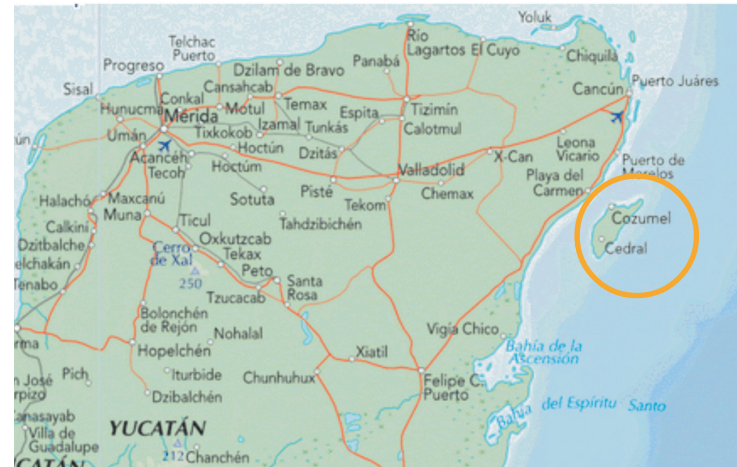 Yoluk
Río
Lagartos
El Cuyo
Chiquilá
Telchac
Puerto
Progreso
Dzilam de Bravo
Panabá
Cancún
Puerto Juáres
Sisal
Cansahcab
Conkal
Motul
Temax
Hunucmá
Mérida
Espita
Tizimín
Calotmul
Umán
Tixkokob
Izamal
Tunkás
Leona
Vicario
Acancéh
Hoctún
Dzitás
X-Can
Puerto de
Morelos
Tecoh
Hoctúm
Valladolid
Pisté
Chemax
Playa del
Carmen
Halachó
Maxcanú
Sotuta
Tekom
Muna
Ticul
Tahdzibichén
Cozumel
Calkiní
Dzitbalche
Oxkutzcab
Cedral
Cerro
de Xal
250
Tekax
elchakán
Peto
Tenabo
Tzucacab
Santa
Rosa
Bolonchén
de Rejón
Nohalal
Vigía Chico
Hopelchén
Xiatil
Bahía de la
Ascensión
Pich
Iturbide
Chunhuhux
Felipe C.
Puerto
n José
rpizo
Dzibalchén
Bahía del Espíritu Santo
anasayab
Villa de
Guadalupe
YUCATÁN
212
Chanchén
CATÁN